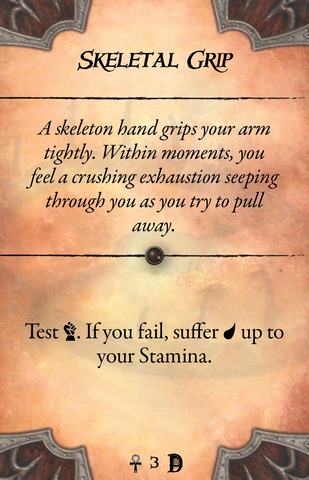 Skeletal Grip
A skeleton hand grips your arm
tightly. Within moments, you
feel a crushing exhaustion seeping
through you as you try to pull
away.
Test . If you fail, suffer up to
your Stamina.
3 D